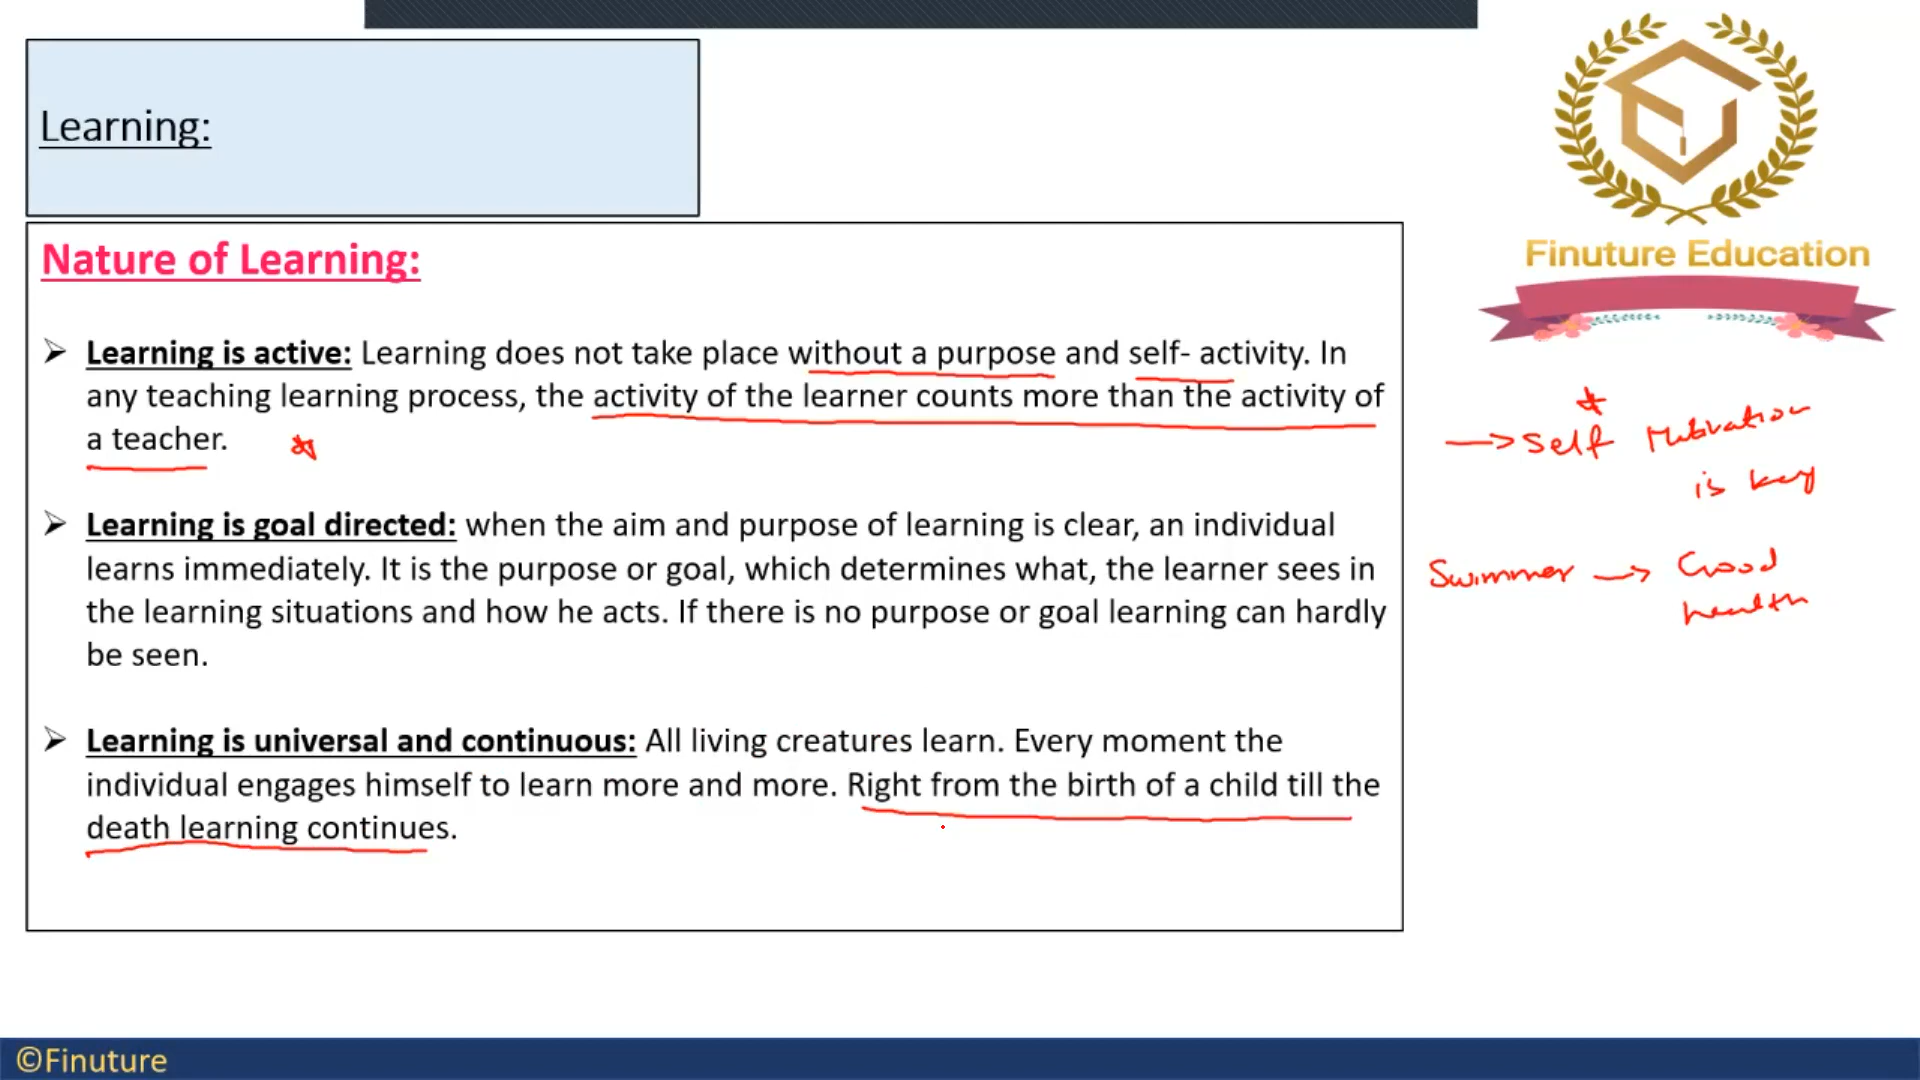 Learning:
Finuture Education
Nature of Learning:
➢ Learning is active: Learning does not take place without a purpose and self- activity. In
any teaching learning process, the activity of the learner counts more than the activity of
a teacher.
➢ Learning is goal directed: when the aim and purpose of learning is clear, an individual
learns immediately. It is the purpose or goal, which determines what, the learner sees in
the learning situations and how he acts. If there is no purpose or goal learning can hardly
be seen.
➢ Learning is universal and continuous: All living creatures learn. Every moment the
individual engages himself to learn more and more. Right from the birth of a child till the
death learning continues.
→ Self Motivation
is key
Swimmer → Good
health
©Finuture